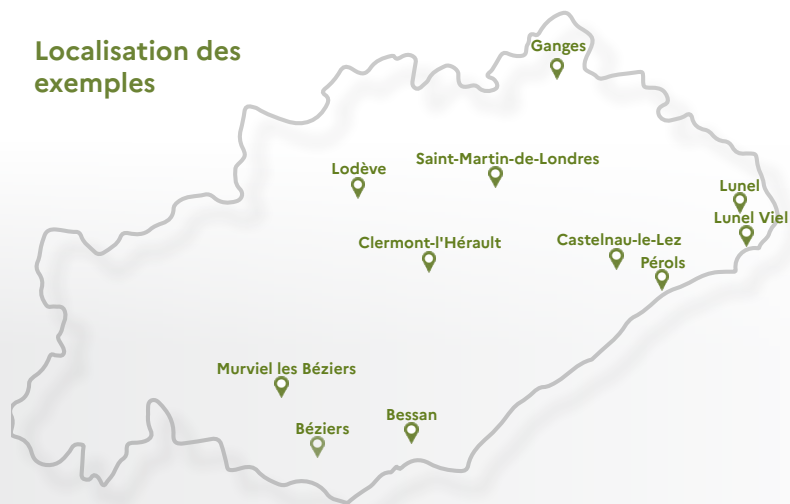 Localisation des
exemples
Ganges
Saint-Martin-de-Londres
Lodève
Lunel
Lunel Viel
Castelnau-le-Lez
Clermont-l'Hérault
Pérols
Murviel les Béziers
Bessan
Béziers